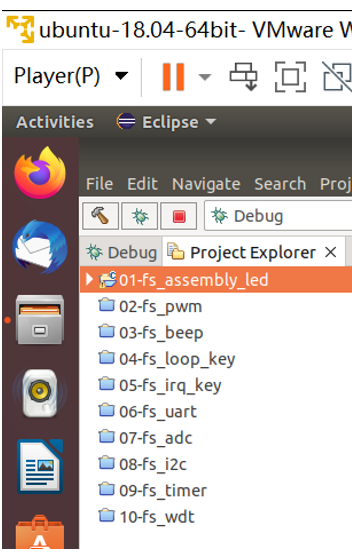 ubuntu-18.04-64bit- VMware W
Player(P)
Activities Eclipse
File Edit Navigate Search Proj
Debug
Debug Project Explorer
01-fs_assembly_led
02-fs_pwm
03-fs_beep
04-fs_loop_key
05-fs_irq_key
06-fs_uart
07-fs_adc
08-fs_i2c
09-fs_timer
10-fs_wdt